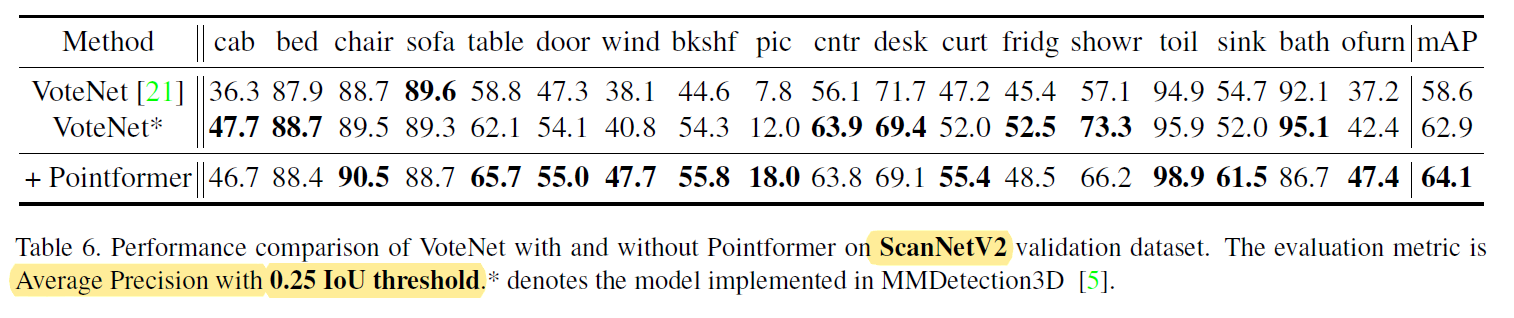 Method cab bed chair sofa table door wind bkshf pic cntr desk curt fridg showr toil sink bath ofurn mAP
VoteNet [21] 36.3 87.9 88.7 89.6 58.8 47.3 38.1 44.6 7.8 56.1 71.7 47.2 45.4 57.1 94.9 54.7 92.1 37.2 58.6
VoteNet* 47.7 88.7 89.5 89.3 62.1 54.1 40.8 54.3 12.0 63.9 69.4 52.0 52.5 73.3 95.9 52.0 95.1 42.4 62.9
+ Pointformer 46.7 88.4 90.5 88.7 65.7 55.0 47.7 55.8 18.0 63.8 69.1 55.4 48.5 66.2 98.9 61.5 86.7 47.4 64.1
Table 6. Performance comparison of VoteNet with and without Pointformer on ScanNetV2 validation dataset. The evaluation metric is
Average Precision with 0.25 IoU threshold.* denotes the model implemented in MMDetection3D [5].